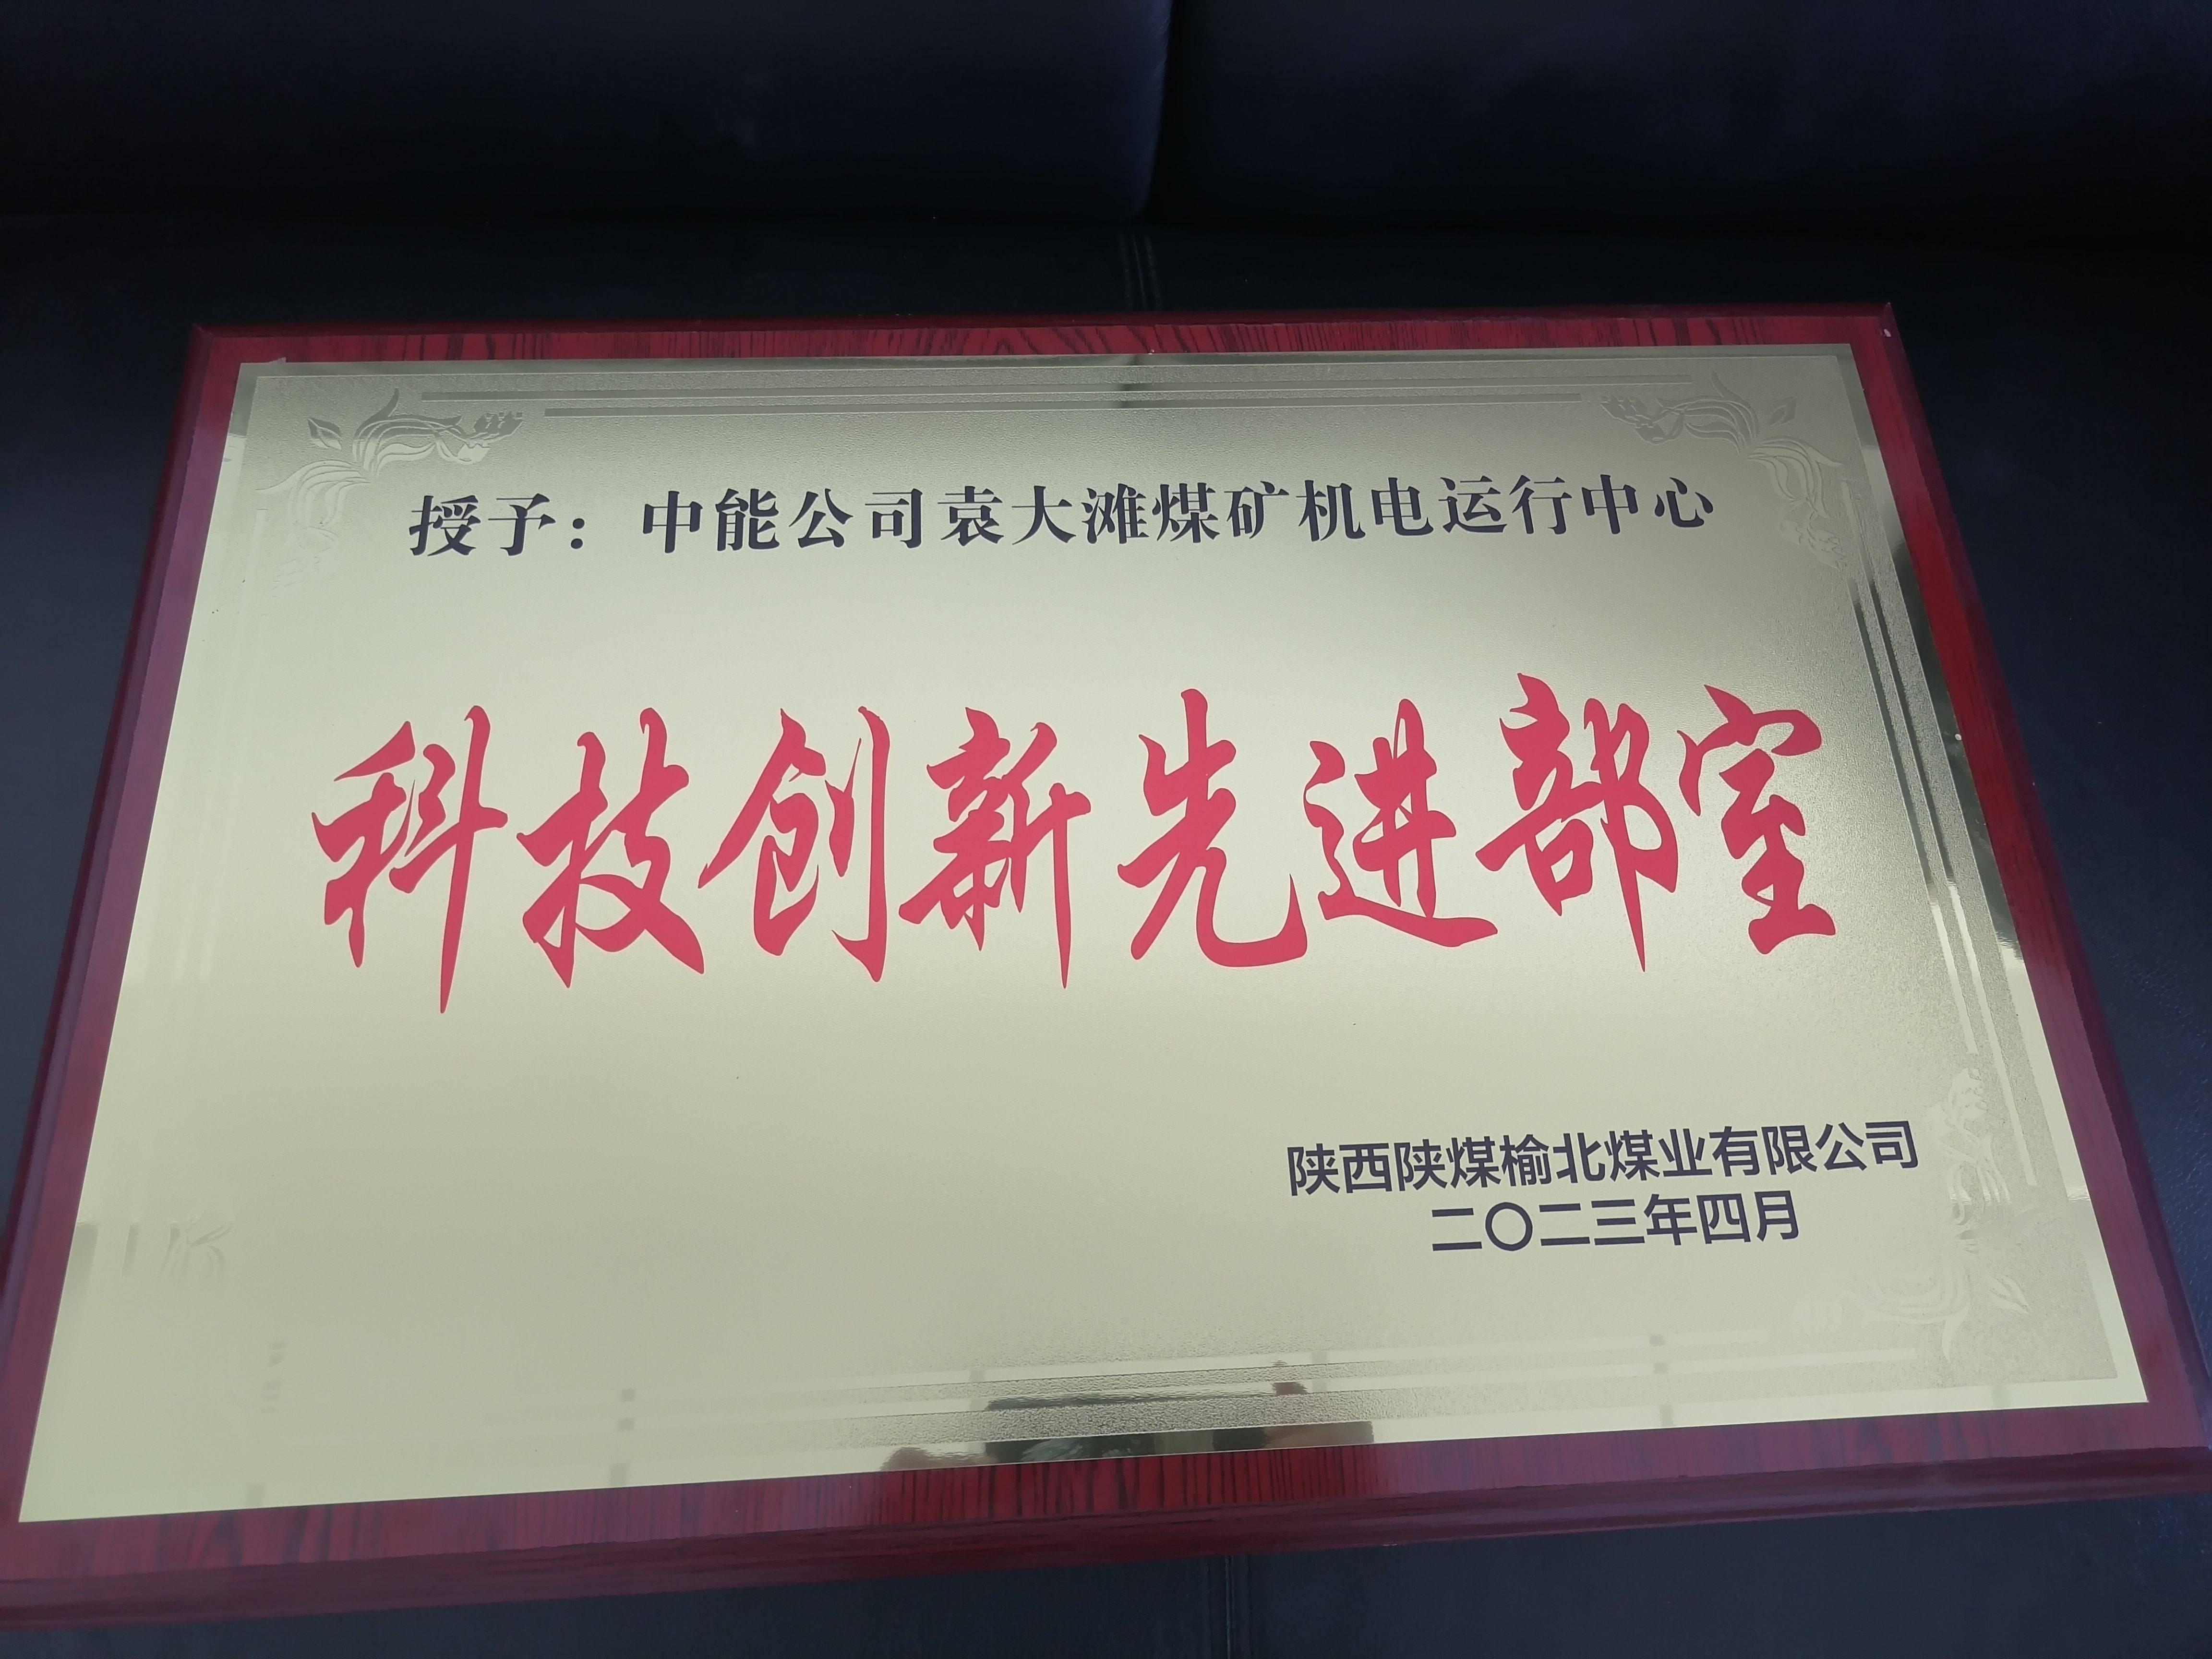 授予：中能公司袁大滩煤矿机电运行中心
科技创新先进部室
陕西陕煤榆北煤业有限公司
二〇二三年四月